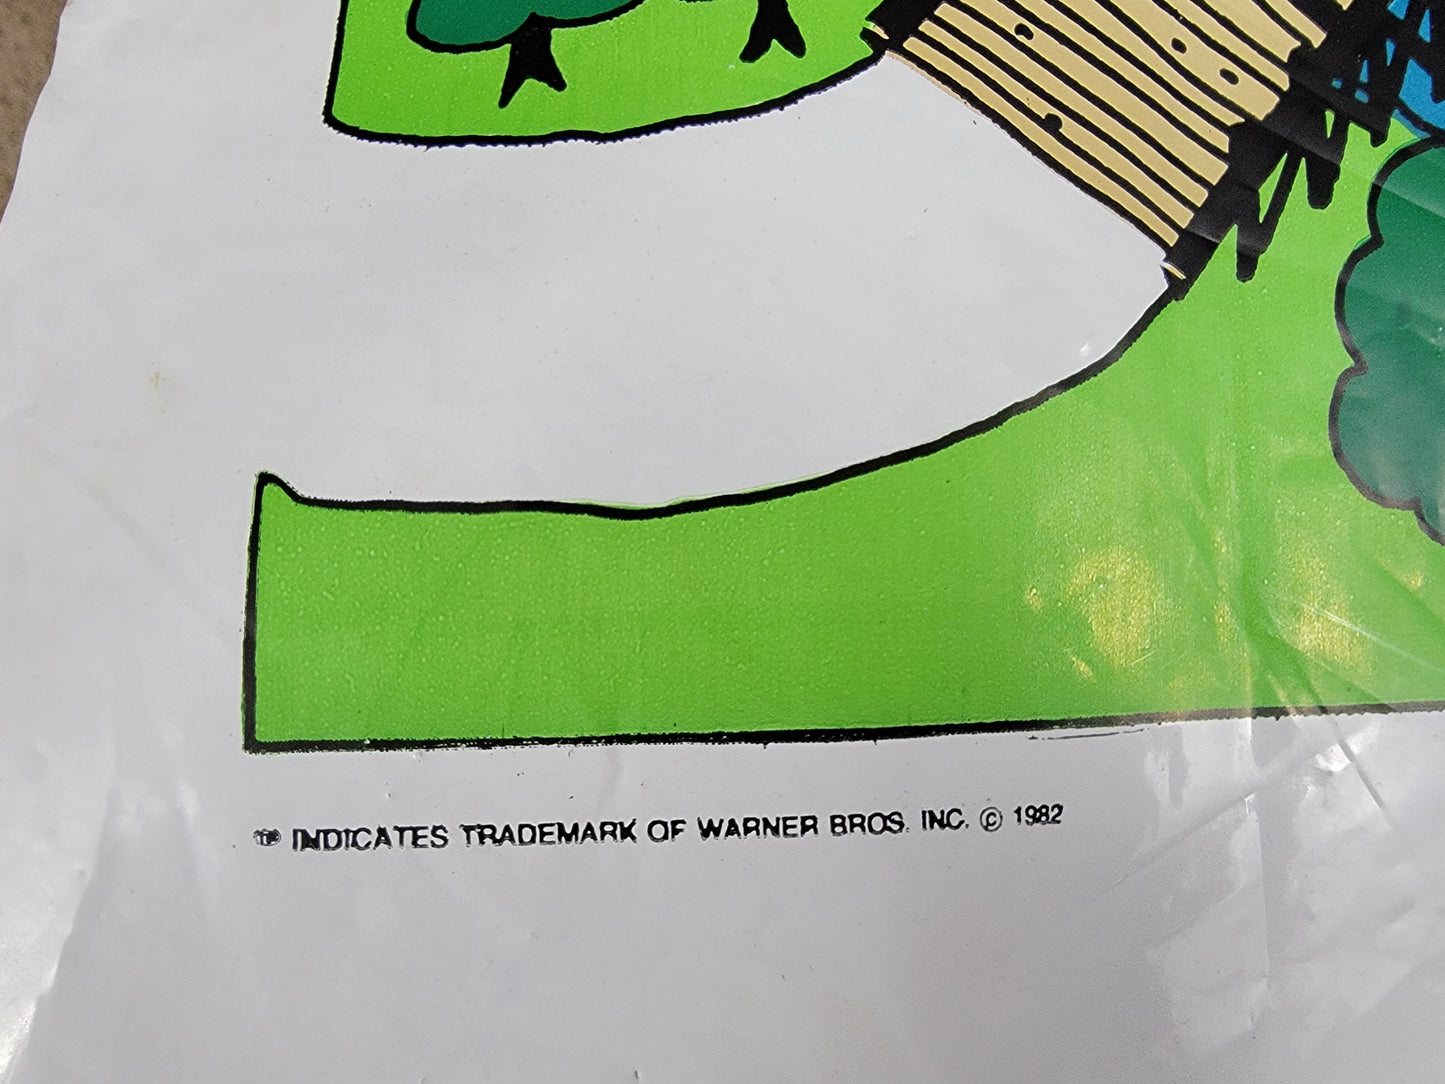 TM INDICATES TRADEMARK OF WARNER BROS. INC. © 1982